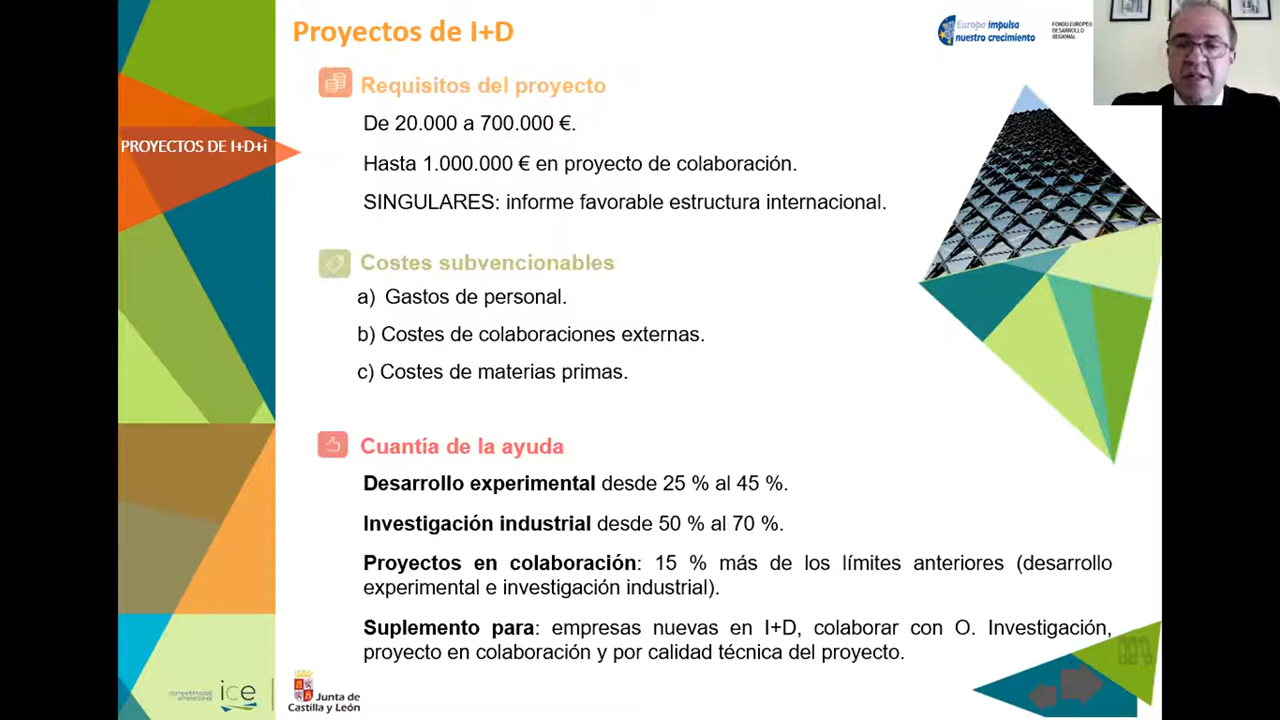 Proyectos de I+D
Europa impulsa
nuestro crecimiento
FONDO EUROPEO
DESARROLLO
REGIONAL
PROYECTOS DE I+D+i
Requisitos del proyecto
De 20.000 a 700.000 €.
Hasta 1.000.000 € en proyecto de colaboración.
SINGULARES: informe favorable estructura internacional.
Costes subvencionables
a) Gastos de personal.
b) Costes de colaboraciones externas.
c) Costes de materias primas.
Cuantía de la ayuda
Desarrollo experimental desde 25 % al 45 %.
Investigación industrial desde 50 % al 70 %.
Proyectos en colaboración: 15 % más de los límites anteriores (desarrollo
experimental e investigación industrial).
Suplemento para: empresas nuevas en I+D, colaborar con O. Investigación,
proyecto en colaboración y por calidad técnica del proyecto.
competitividad
empresarial
ice
Junta de
Castilla y León